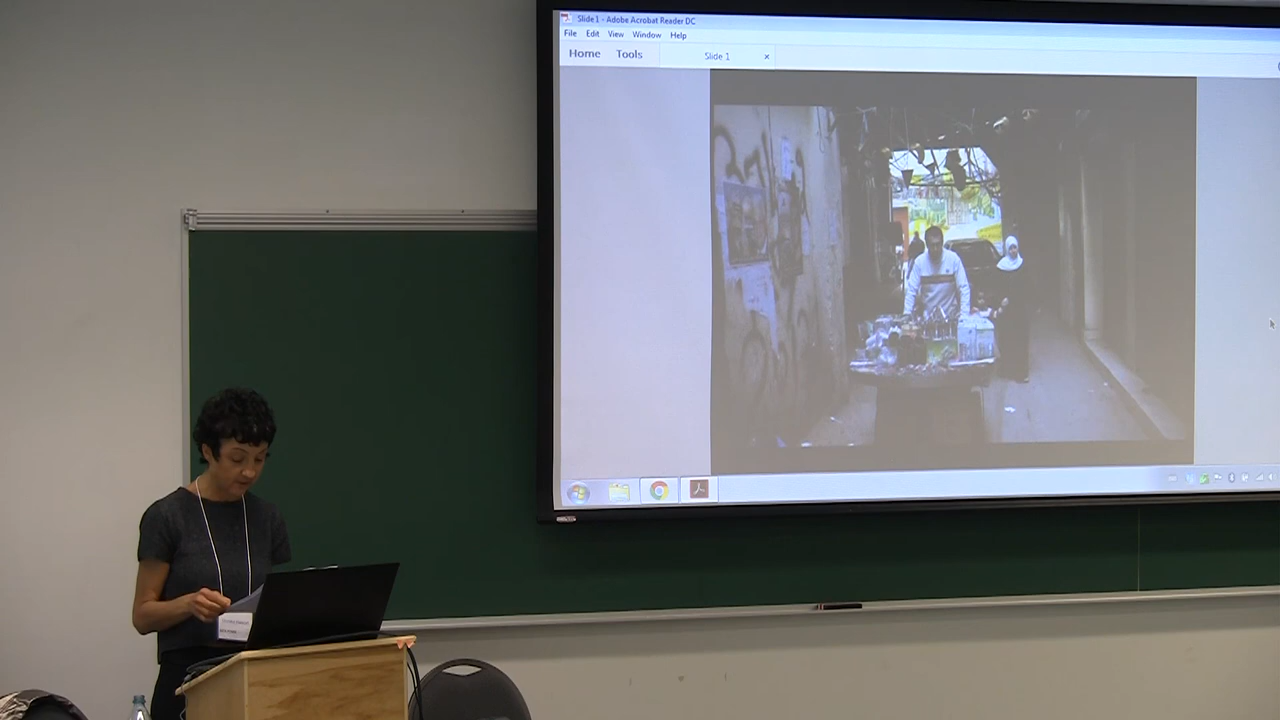 Slide 1 - Adobe Acrobat Reader DC
File Edit View Window Help
Home Tools Slide 1 ×